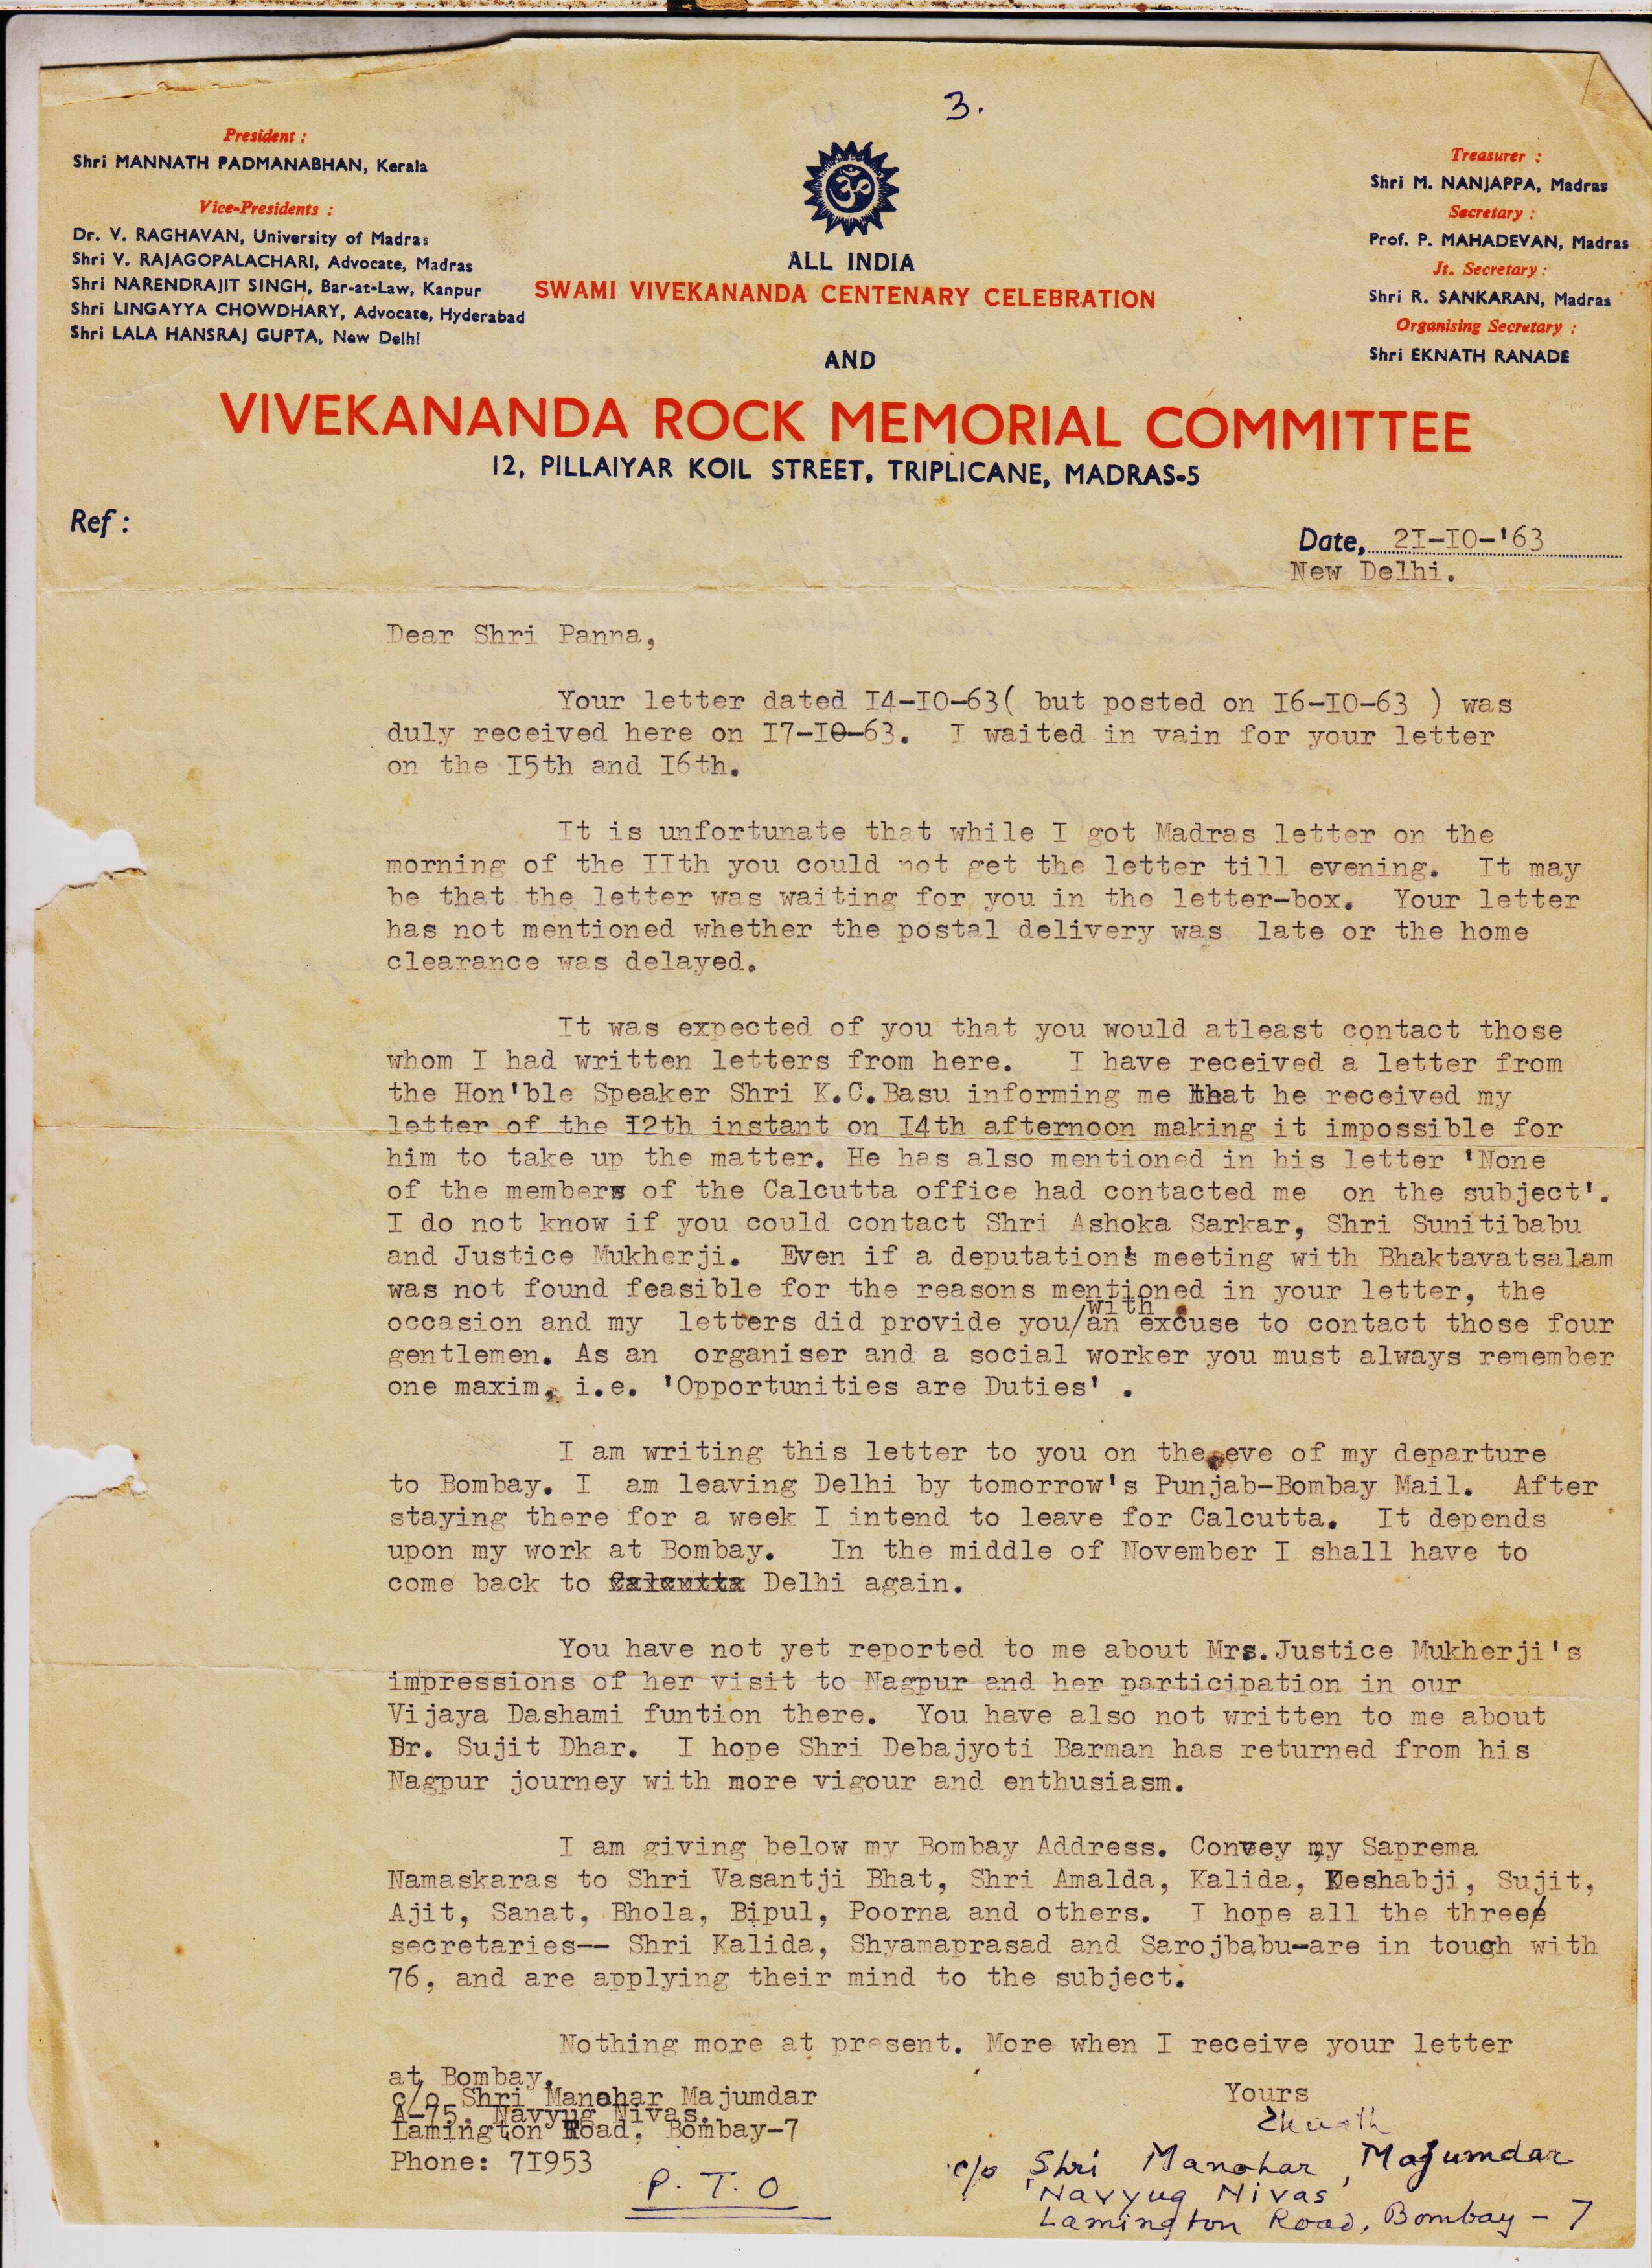 3.
President :
Shri MANNATH PADMANABHAN, Kerala
Vice-Presidents :
Dr. V. RAGHAVAN, University of Madras
Shri V. RAJAGOPALACHARI, Advocate, Madras
Shri NARENDRAJIT SINGH, Bar-at-Law, Kanpur
Shri LINGAYYA CHOWDHARY, Advocate, Hyderabad
Shri LALA HANSRAJ GUPTA, New Delhi
ॐ
ALL INDIA
SWAMI VIVEKANANDA CENTENARY CELEBRATION
AND
Treasurer :
Shri M. NANJAPPA, Madras
Secretary :
Prof. P. MAHADEVAN, Madras
Jt. Secretary :
Shri R. SANKARAN, Madras
Organising Secretary :
Shri EKNATH RANADE
VIVEKANANDA ROCK MEMORIAL COMMITTEE
12, PILLAIYAR KOIL STREET, TRIPLICANE, MADRAS-5
Ref :
Date, 2I-IO-'63
New Delhi.
Dear Shri Panna,
Your letter dated I4-IO-63( but posted on I6-IO-63 ) was
duly received here on I7-I0-63. I waited in vain for your letter
on the I5th and I6th.
It is unfortunate that while I got Madras letter on the
morning of the IIth you could not get the letter till evening. It may
be that the letter was waiting for you in the letter-box. Your letter
has not mentioned whether the postal delivery was late or the home
clearance was delayed.
It was expected of you that you would atleast contact those
whom I had written letters from here. I have received a letter from
the Hon'ble Speaker Shri K.C.Basu informing me that he received my
letter of the I2th instant on I4th afternoon making it impossible for
him to take up the matter. He has also mentioned in his letter 'None
of the members of the Calcutta office had contacted me on the subject'.
I do not know if you could contact Shri Ashoka Sarkar, Shri Sunitibabu
and Justice Mukherji. Even if a deputation's meeting with Bhaktavatsalam
was not found feasible for the reasons mentioned in your letter, the
with
occasion and my letters did provide you/an excuse to contact those four
gentlemen. As an organiser and a social worker you must always remember
one maxim, i.e. 'Opportunities are Duties' .
I am writing this letter to you on the eve of my departure
to Bombay. I am leaving Delhi by tomorrow's Punjab-Bombay Mail. After
staying there for a week I intend to leave for Calcutta. It depends
upon my work at Bombay. In the middle of November I shall have to
come back to Calcutta Delhi again.
You have not yet reported to me about Mrs.Justice Mukherji's
impressions of her visit to Nagpur and her participation in our
Vijaya Dashami funtion there. You have also not written to me about
Dr. Sujit Dhar. I hope Shri Debajyoti Barman has returned from his
Nagpur journey with more vigour and enthusiasm.
I am giving below my Bombay Address. Convey my Saprema
Namaskaras to Shri Vasantji Bhat, Shri Amalda, Kalida, Keshabji, Sujit,
Ajit, Sanat, Bhola, Bipul, Poorna and others. I hope all the three
secretaries-- Shri Kalida, Shyamaprasad and Sarojbabu-are in touch with
76, and are applying their mind to the subject.
Nothing more at present. More when I receive your letter
at Bombay.
c/o Shri Manohar Majumdar
A-75, Navyug Nivas,
Lamington Road, Bombay-7
Phone: 7I953
P. T. O
Yours
Eknath
c/o Shri Manohar Majumdar
'Navyug Nivas'
Lamington Road, Bombay - 7